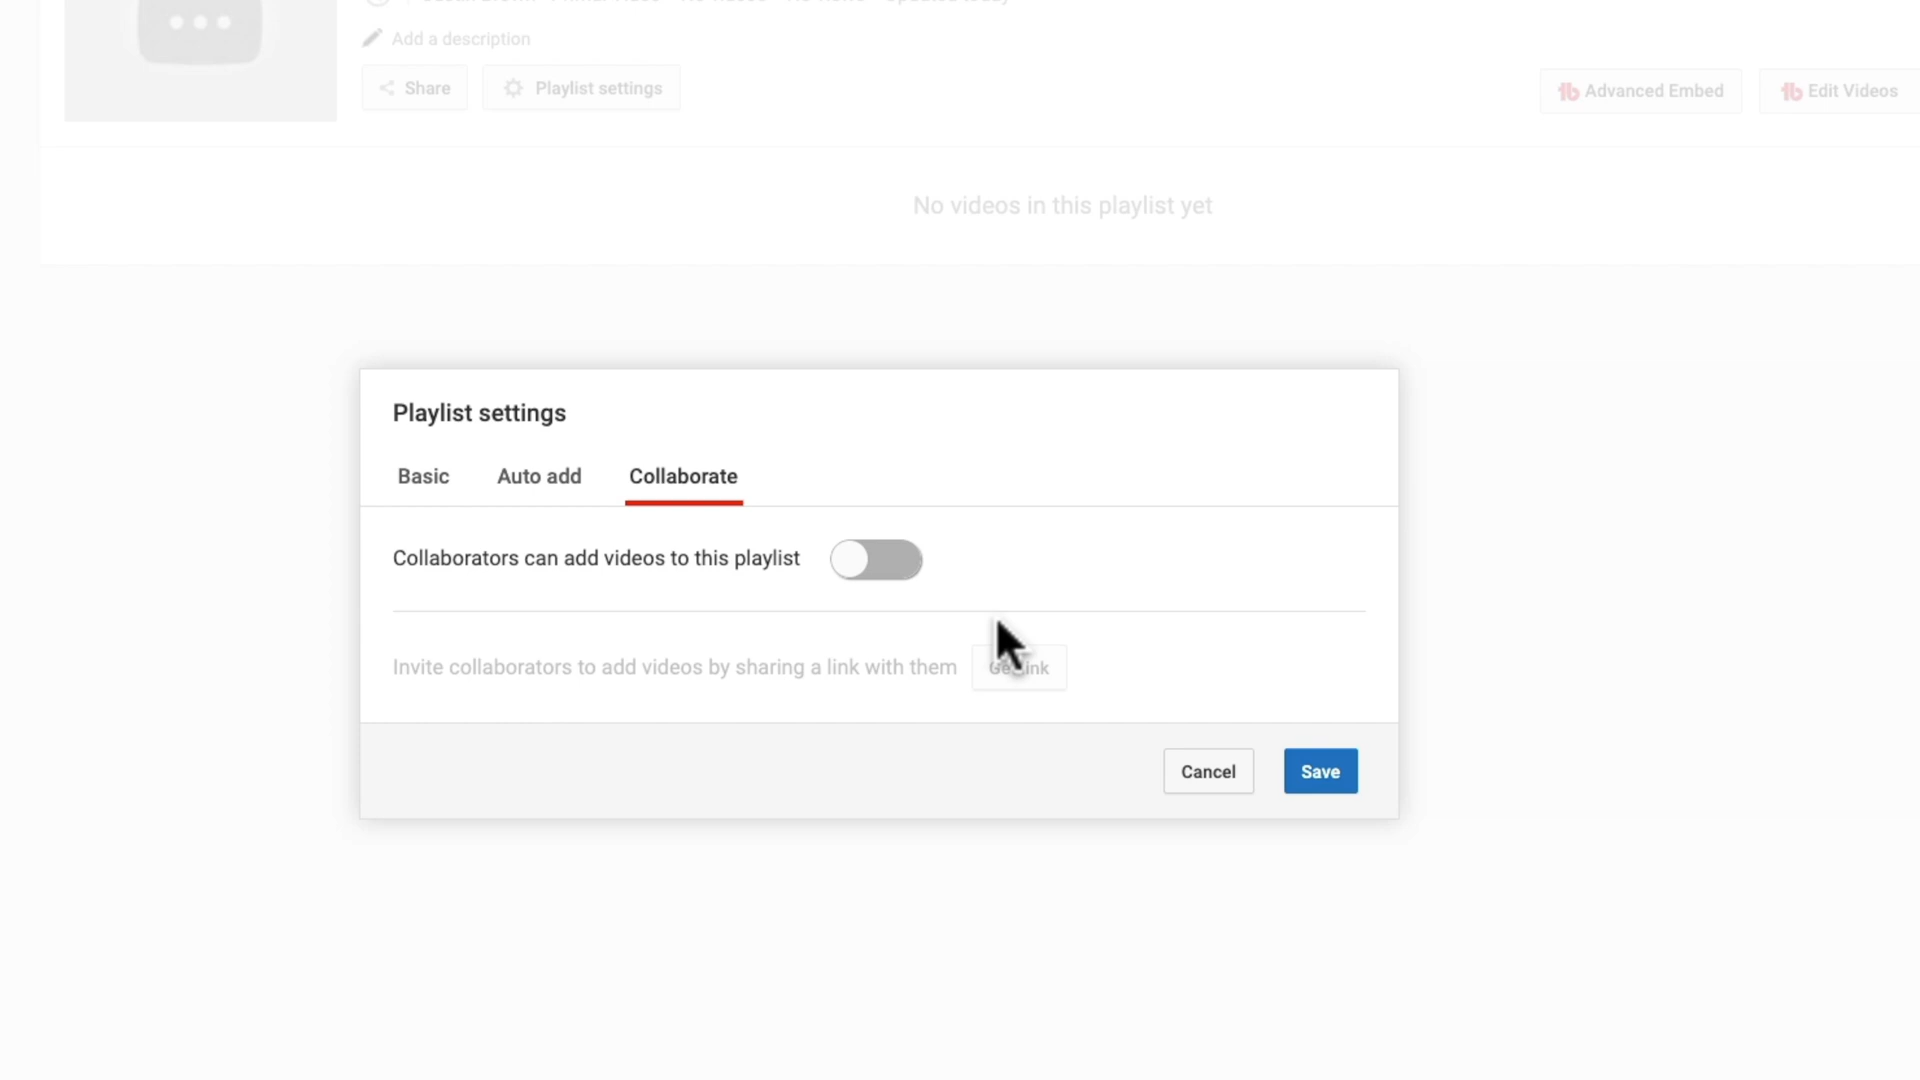 Add a description
Share
Playlist settings
Advanced Embed
Edit Videos
No videos in this playlist yet
Playlist settings
Basic
Auto add
Collaborate
Collaborators can add videos to this playlist
Invite collaborators to add videos by sharing a link with them
Cancel
Save